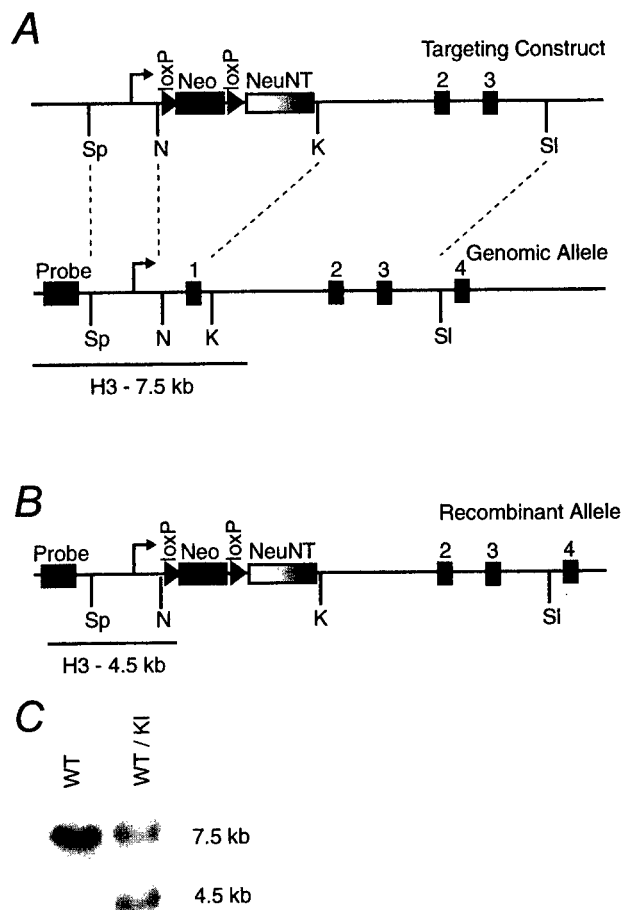 A
Targeting Construct
loxP Neo loxP NeuNT 2 3
Sp N K Sl
Genomic Allele
Probe 1 2 3 4
Sp N K Sl
H3 - 7.5 kb
B
Recombinant Allele
Probe loxP Neo loxP NeuNT 2 3 4
Sp N K Sl
H3 - 4.5 kb
C
WT WT / KI
7.5 kb
4.5 kb